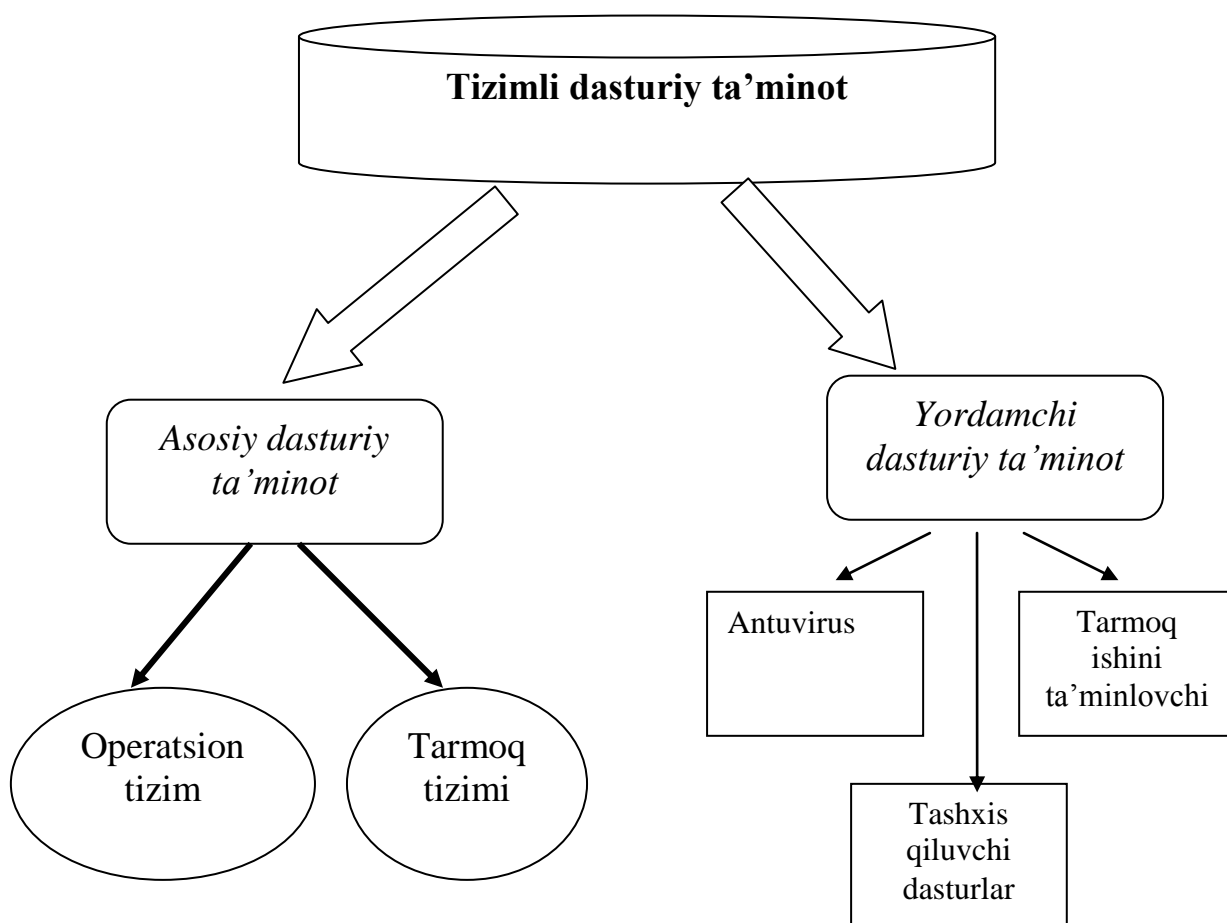 Tizimli dasturiy ta’minot
Asosiy dasturiy
ta’minot
Yordamchi
dasturiy ta’minot
Operatsion
tizim
Tarmoq
tizimi
Antuvirus
Tarmoq
ishini
ta’minlovchi
Tashxis
qiluvchi
dasturlar